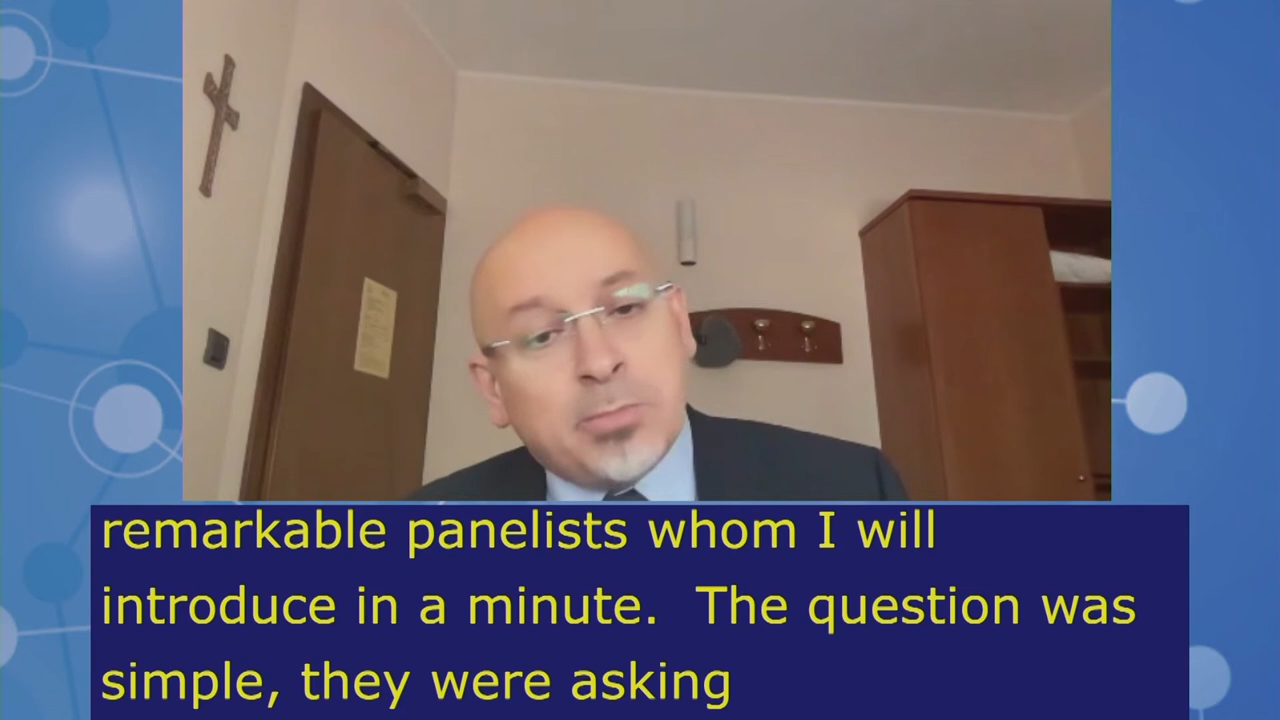 remarkable panelists whom I will
introduce in a minute.  The question was
simple, they were asking